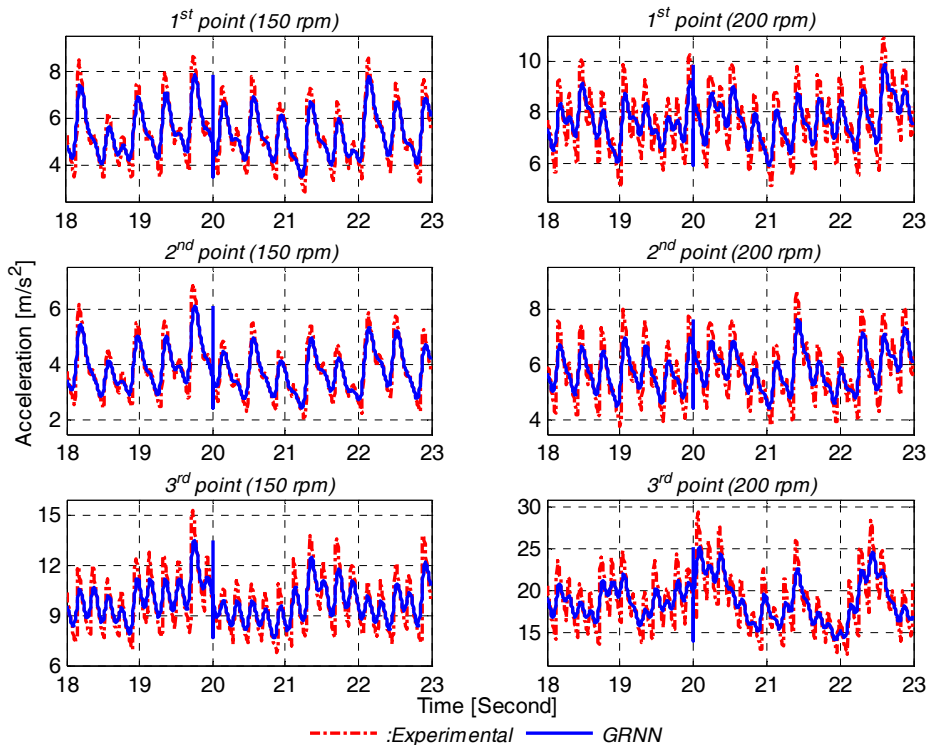 1st point (150 rpm)
1st point (200 rpm)
8
6
4
18 19 20 21 22 23
10
8
6
18 19 20 21 22 23
2nd point (150 rpm)
2nd point (200 rpm)
Acceleration [m/s2]
6
4
2
18 19 20 21 22 23
8
6
4
18 19 20 21 22 23
3rd point (150 rpm)
3rd point (200 rpm)
15
12
9
6
18 19 20 21 22 23
30
25
20
15
18 19 20 21 22 23
Time [Second]
:Experimental GRNN